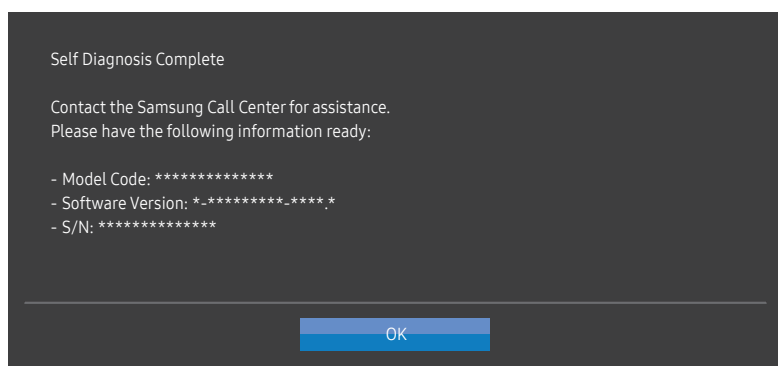 Self Diagnosis Complete
Contact the Samsung Call Center for assistance.
Please have the following information ready:
- Model Code: **************
- Software Version: *-*********-****.*
- S/N: **************
OK